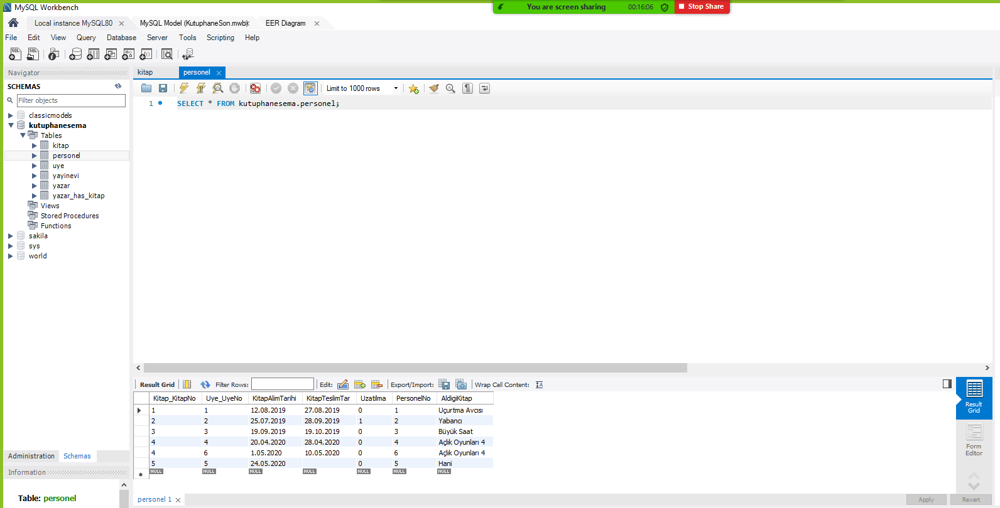 MySQL Workbench
You are screen sharing 00:16:06 Stop Share
Local instance MySQL80 MySQL Model (KutuphaneSon.mwb) EER Diagram
File Edit View Query Database Server Tools Scripting Help
Navigator
SCHEMAS
Filter objects
classicmodels
kutuphanesema
Tables
kitap
personel
uye
yayinevi
yazar
yazar_has_kitap
Views
Stored Procedures
Functions
sakila
sys
world
Administration Schemas
Information
Table: personel
kitap personel
Limit to 1000 rows
1 SELECT * FROM kutuphanesema.personel;
Result Grid Filter Rows: Edit: Export/Import: Wrap Cell Content: IA
Kitap_KitapNo Uye_UyeNo KitapAlimTarihi KitapTeslimTar Uzatilma PersonelNo AldigiKitap
1 1 12.08.2019 27.08.2019 0 1 Uçurtma Avcısı
2 2 25.07.2019 28.09.2019 1 2 Yabancı
3 3 19.09.2019 19.10.2019 0 3 Büyük Saat
4 4 20.04.2020 28.04.2020 0 4 Açlık Oyunları 4
4 6 1.05.2020 10.05.2020 0 6 Açlık Oyunları 4
5 5 24.05.2020 0 5 Hani
NULL NULL NULL NULL NULL NULL NULL
Result Grid
Form Editor
personel 1
Apply Revert